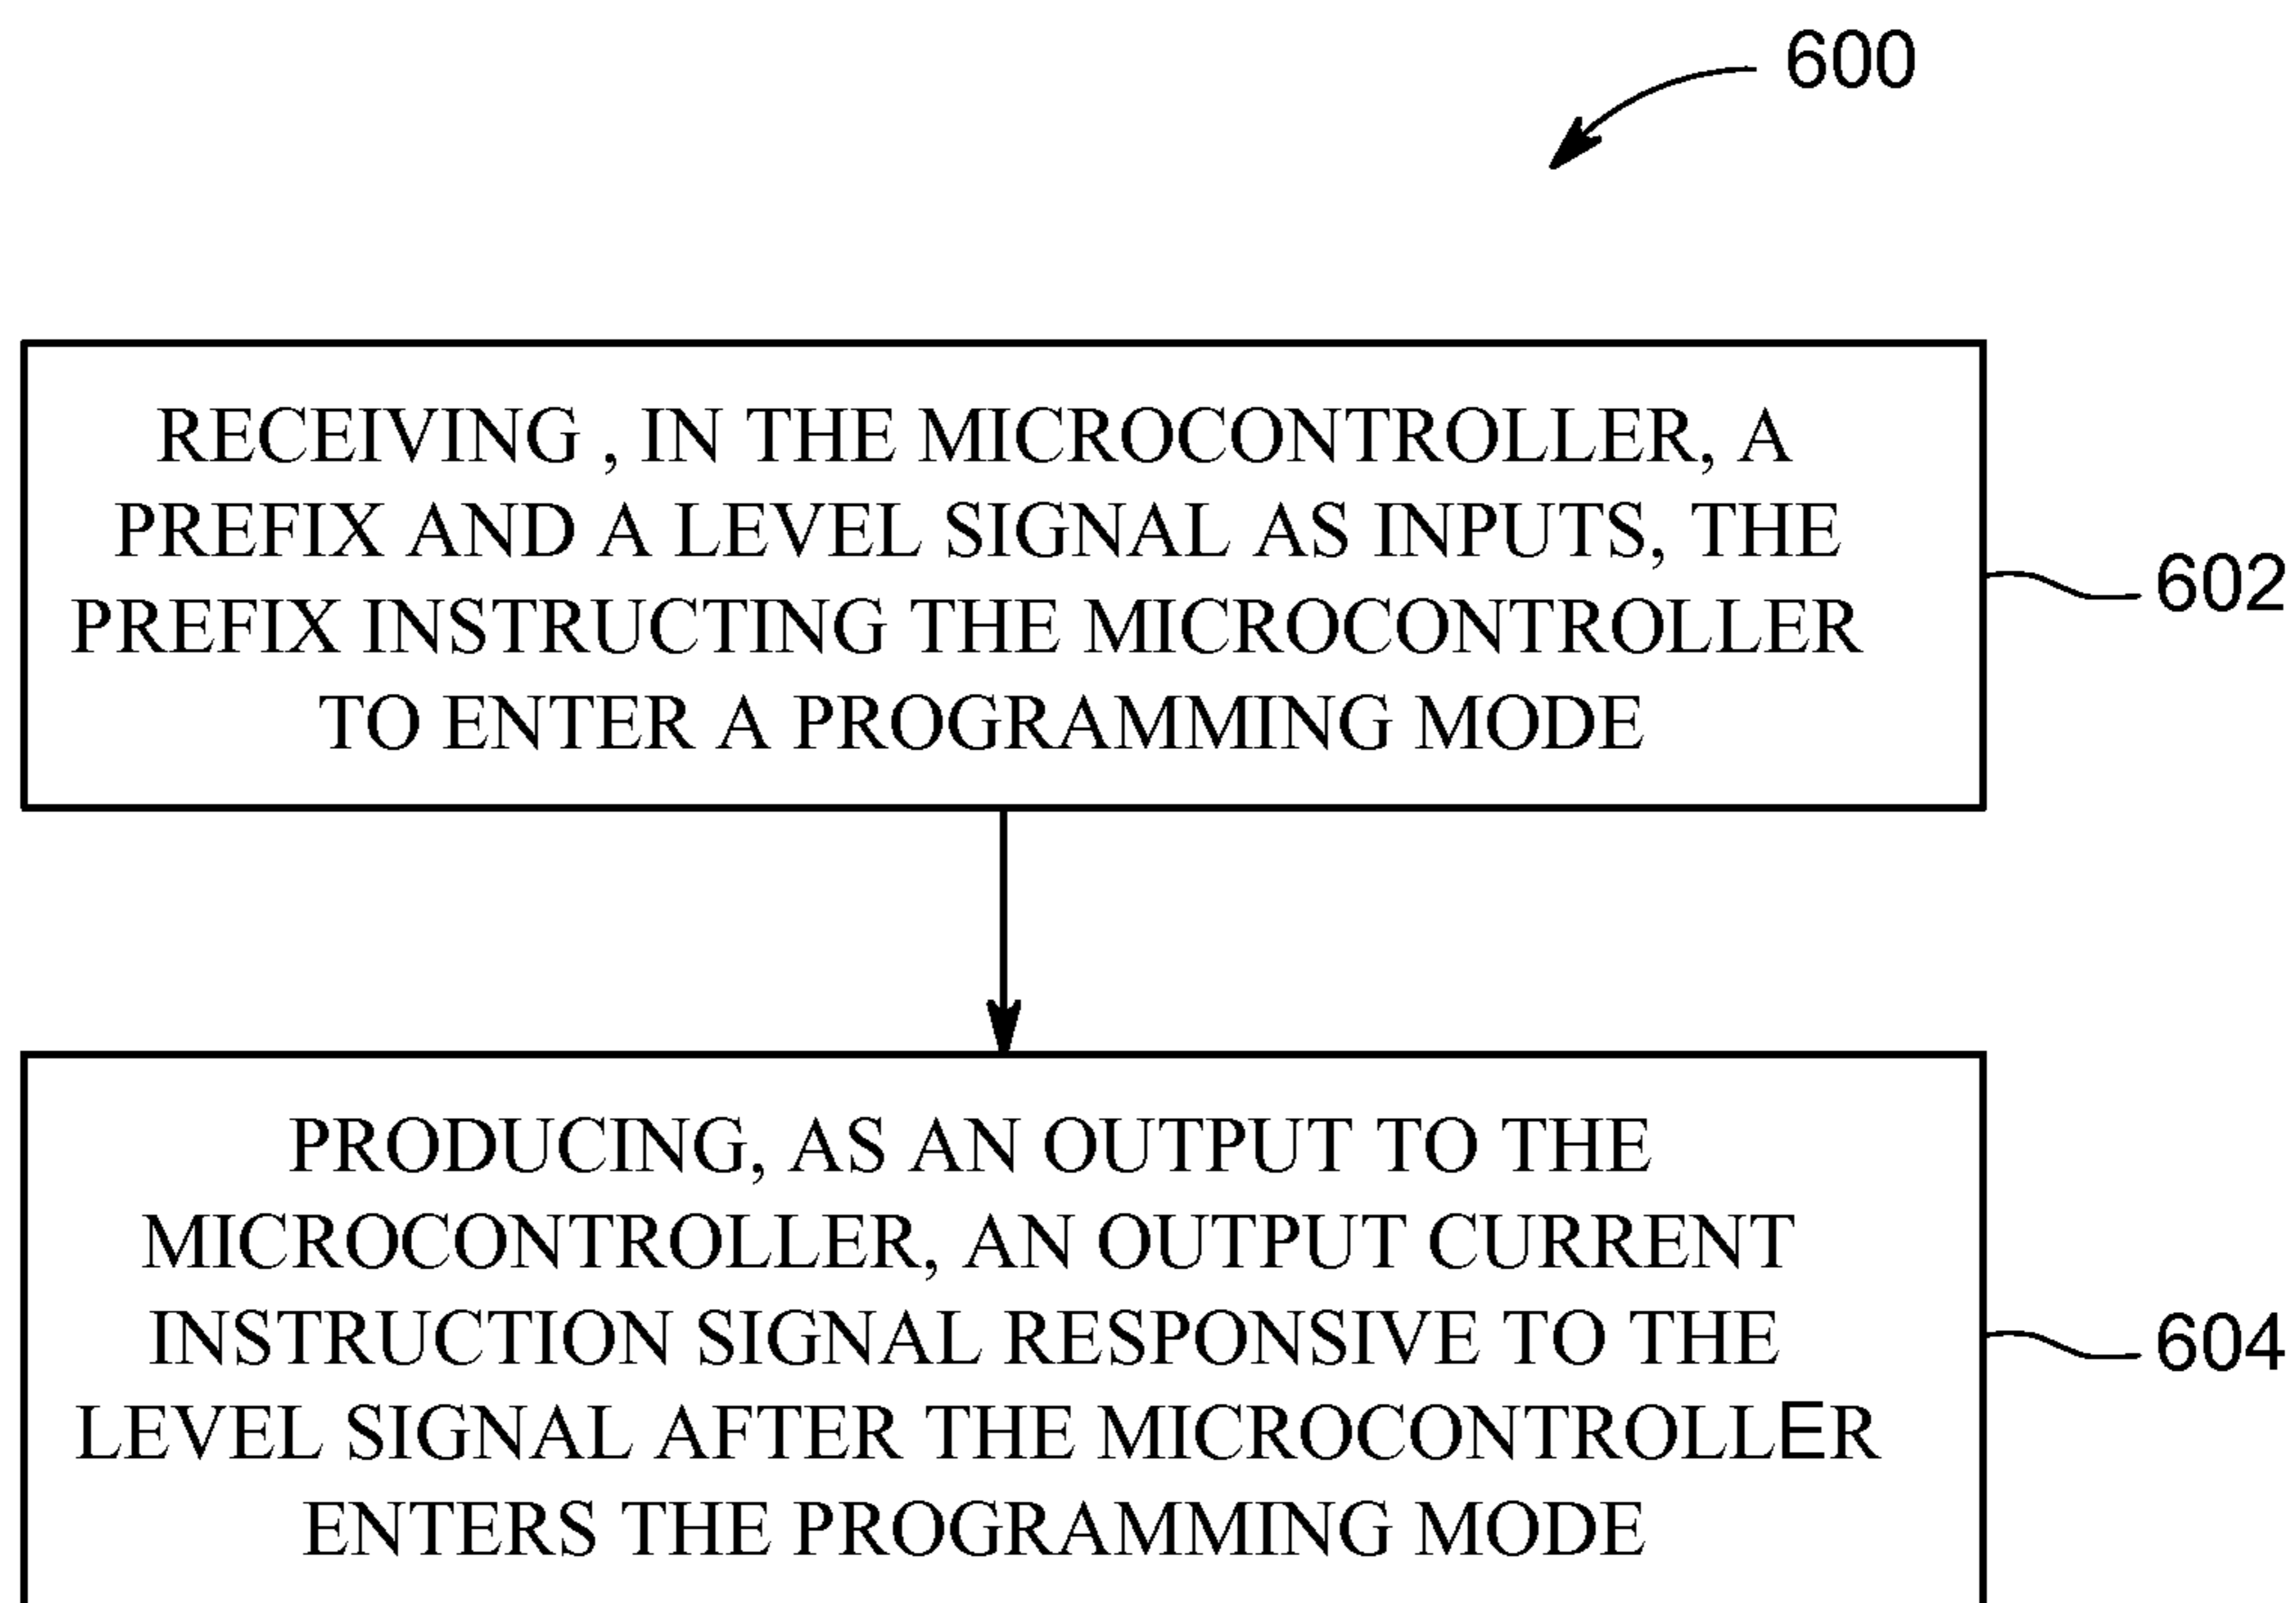 600
RECEIVING , IN THE MICROCONTROLLER, A
PREFIX AND A LEVEL SIGNAL AS INPUTS, THE
PREFIX INSTRUCTING THE MICROCONTROLLER
TO ENTER A PROGRAMMING MODE
602
PRODUCING, AS AN OUTPUT TO THE
MICROCONTROLLER, AN OUTPUT CURRENT
INSTRUCTION SIGNAL RESPONSIVE TO THE
LEVEL SIGNAL AFTER THE MICROCONTROLLER
ENTERS THE PROGRAMMING MODE
604